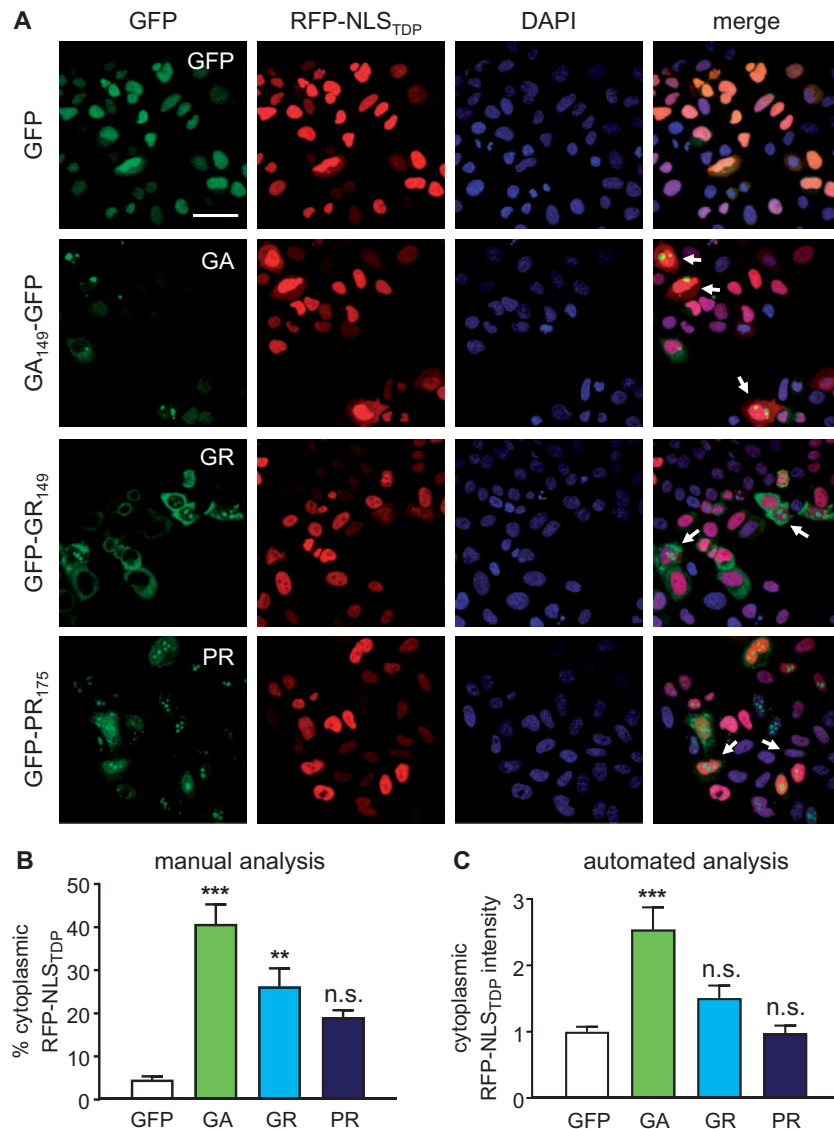 A GFP RFP-NLSTDP DAPI merge
GFP GFP
GA149-GFP GA
GFP-GR149 GR
GFP-PR175 PR
B manual analysis
% cytoplasmic
RFP-NLSTDP
50
40
30
20
10
0
***
**
n.s.
GFP GA GR PR
C automated analysis
cytoplasmic
RFP-NLSTDP intensity
3
2
1
0
***
n.s.
n.s.
GFP GA GR PR